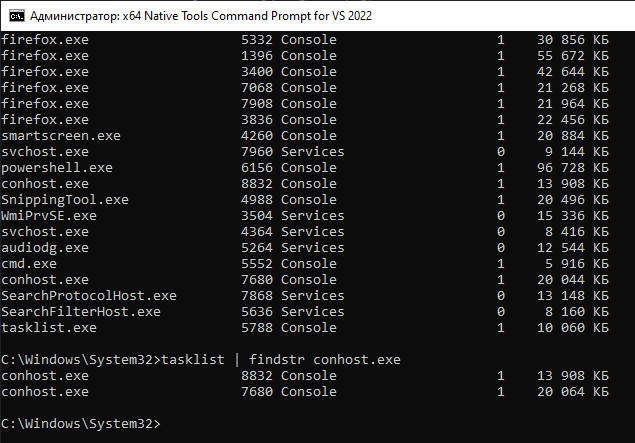 Администратор: x64 Native Tools Command Prompt for VS 2022
firefox.exe 5332 Console 1 30 856 КБ
firefox.exe 1396 Console 1 55 672 КБ
firefox.exe 3400 Console 1 42 644 КБ
firefox.exe 7068 Console 1 21 268 КБ
firefox.exe 7908 Console 1 21 964 КБ
firefox.exe 3836 Console 1 22 456 КБ
smartscreen.exe 4260 Console 1 20 884 КБ
svchost.exe 7960 Services 0 9 144 КБ
powershell.exe 6156 Console 1 96 728 КБ
conhost.exe 8832 Console 1 13 908 КБ
SnippingTool.exe 4988 Console 1 20 496 КБ
WmiPrvSE.exe 3504 Services 0 15 336 КБ
svchost.exe 4364 Services 0 8 416 КБ
audiodg.exe 5264 Services 0 12 544 КБ
cmd.exe 5552 Console 1 5 916 КБ
conhost.exe 7680 Console 1 20 044 КБ
SearchProtocolHost.exe 7868 Services 0 13 148 КБ
SearchFilterHost.exe 5636 Services 0 8 160 КБ
tasklist.exe 5788 Console 1 10 060 КБ
C:\Windows\System32>tasklist | findstr conhost.exe
conhost.exe 8832 Console 1 13 908 КБ
conhost.exe 7680 Console 1 20 064 КБ
C:\Windows\System32>